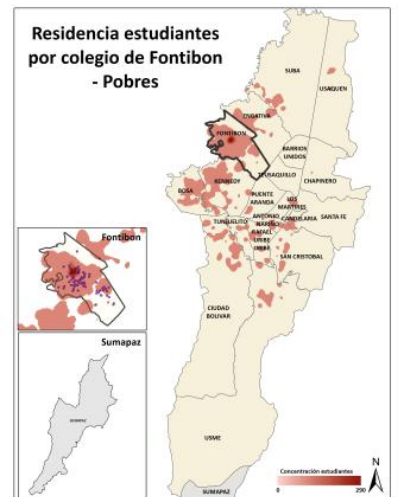 Residencia estudiantes
por colegio de Fontibon
- Pobres
SUBA
USAQUEN
ENGATIVA
FONTIBON
BARRIOS
UNIDOS
TEUSAQUILLO
CHAPINERO
KENNEDY
BOSA
PUENTE
ARANDA
LOS
MARTIRES
TUNJUELITO
ANTONIO
NARIÑO
CANDELARIA
SANTA FE
RAFAEL
URIBE
URIBE
SAN CRISTOBAL
CIUDAD
BOLIVAR
USME
SUMAPAZ
Fontibon
Sumapaz
SUMAPAZ
Concentración estudiantes
0
290
N